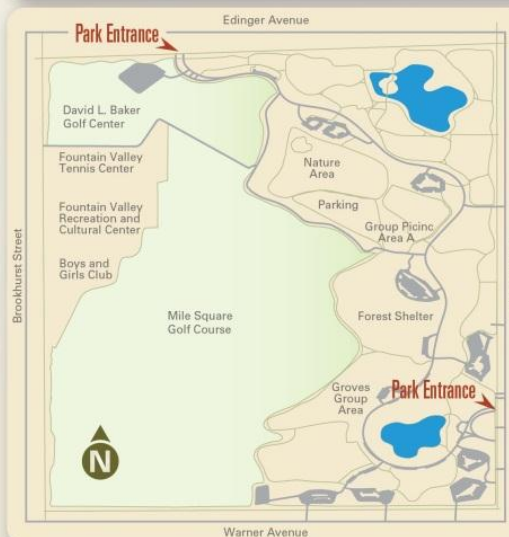 Edinger Avenue
Park Entrance
David L. Baker
Golf Center
Fountain Valley
Tennis Center
Nature
Area
Fountain Valley
Recreation and
Cultural Center
Parking
Group Picinc
Area A
Boys and
Girls Club
Brookhurst Street
Mile Square
Golf Course
Forest Shelter
Groves
Group
Area
Park Entrance
N
Warner Avenue